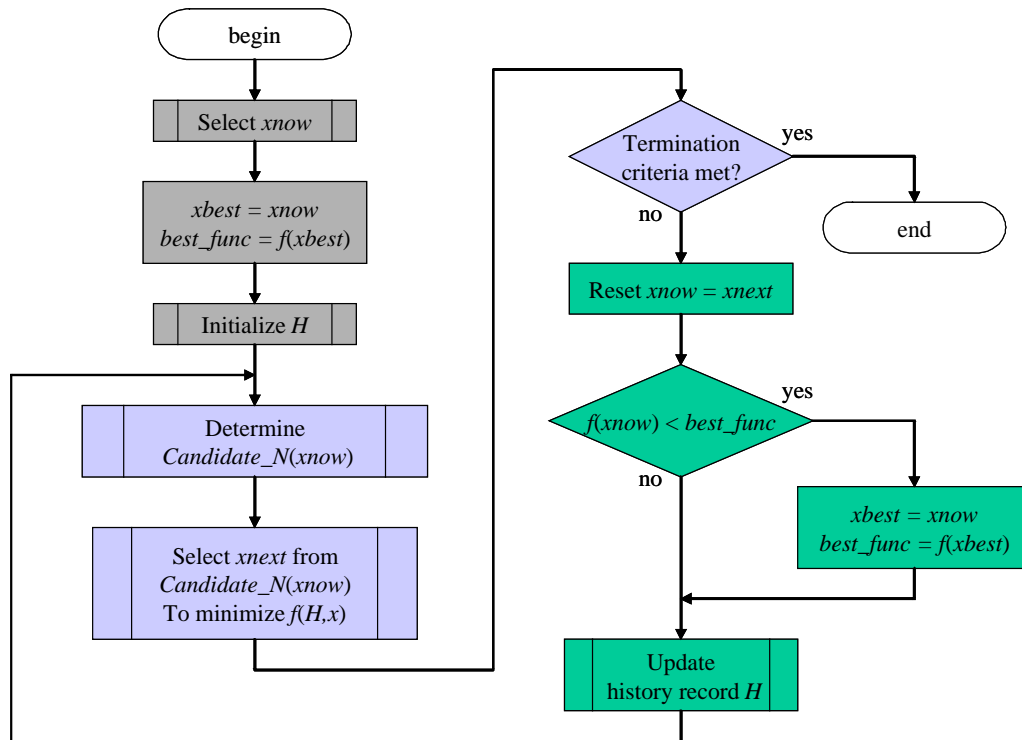 begin
Select xnow
xbest = xnow
best_func = f(xbest)
Initialize H
Determine
Candidate_N(xnow)
Select xnext from
Candidate_N(xnow)
To minimize f(H,x)
Termination
criteria met?
yes
no
end
Reset xnow = xnext
f(xnow) < best_func
yes
no
xbest = xnow
best_func = f(xbest)
Update
history record H